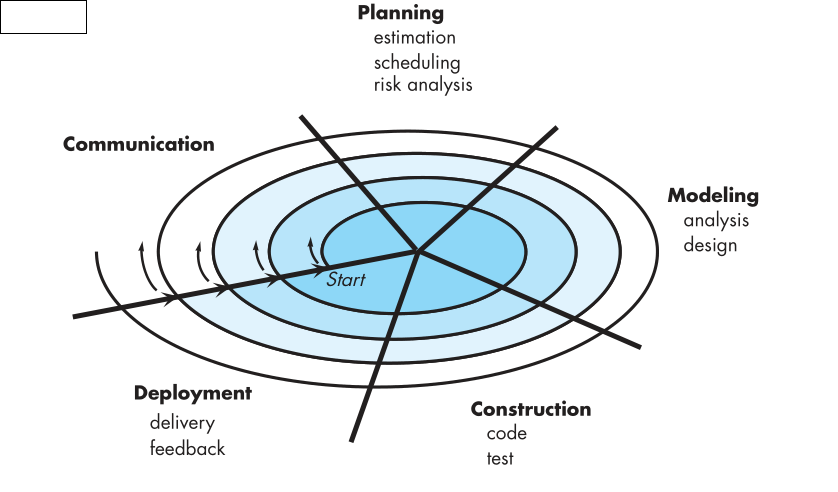 Planning
estimation
scheduling
risk analysis
Communication
Modeling
analysis
design
Start
Deployment
delivery
feedback
Construction
code
test